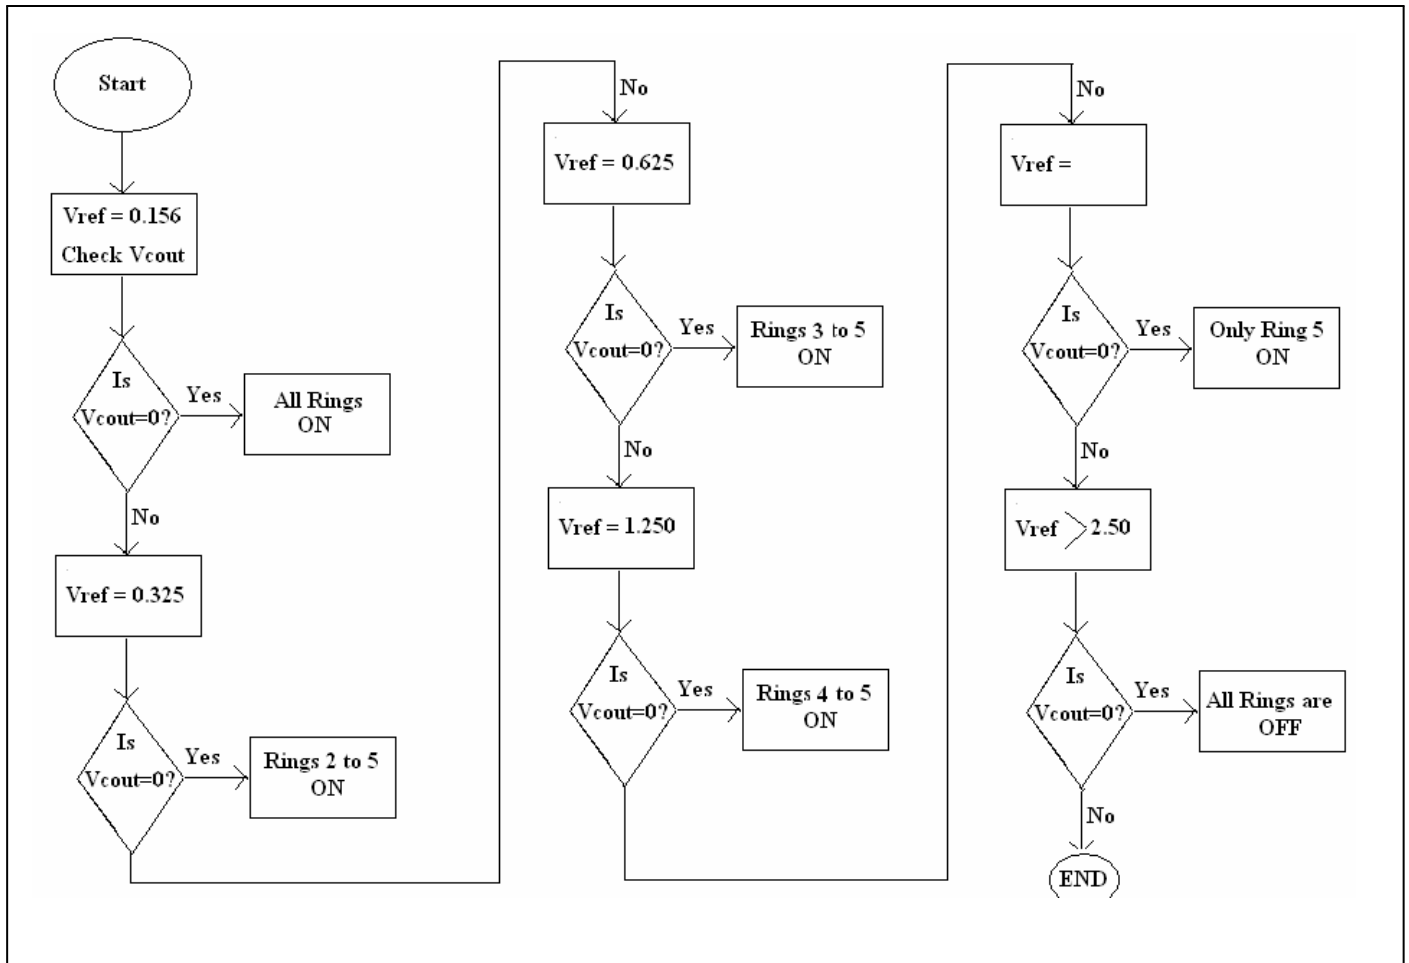 Start
Vref = 0.156
Check Vcout
Is
Vcout=0?
Yes
All Rings
ON
No
Vref = 0.325
Is
Vcout=0?
Yes
Rings 2 to 5
ON
No
Vref = 0.625
Is
Vcout=0?
Yes
Rings 3 to 5
ON
No
Vref = 1.250
Is
Vcout=0?
Yes
Rings 4 to 5
ON
No
Vref =
Is
Vcout=0?
Yes
Only Ring 5
ON
No
Vref > 2.50
Is
Vcout=0?
Yes
All Rings are
OFF
No
END